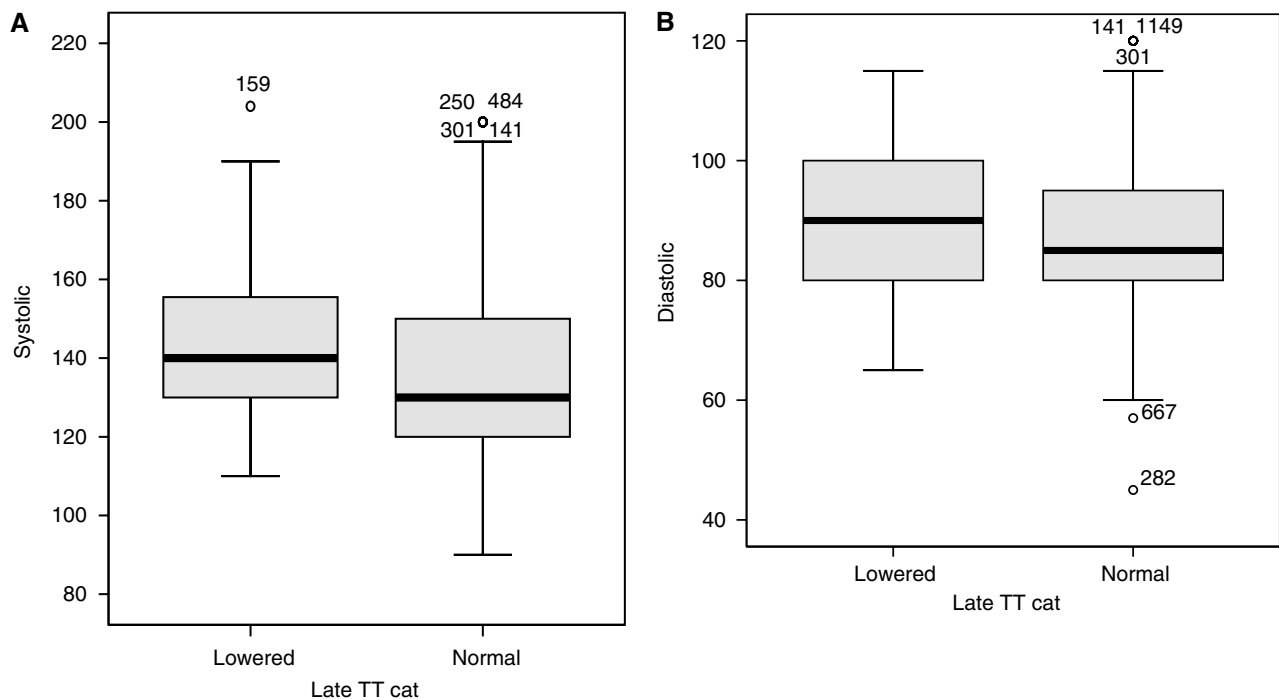 A
Systolic
220
200
180
160
140
120
100
80
159
250 484
301 141
Lowered Normal
Late TT cat
B
Diastolic
120
100
80
60
40
141 1149
301
667
282
Lowered Normal
Late TT cat